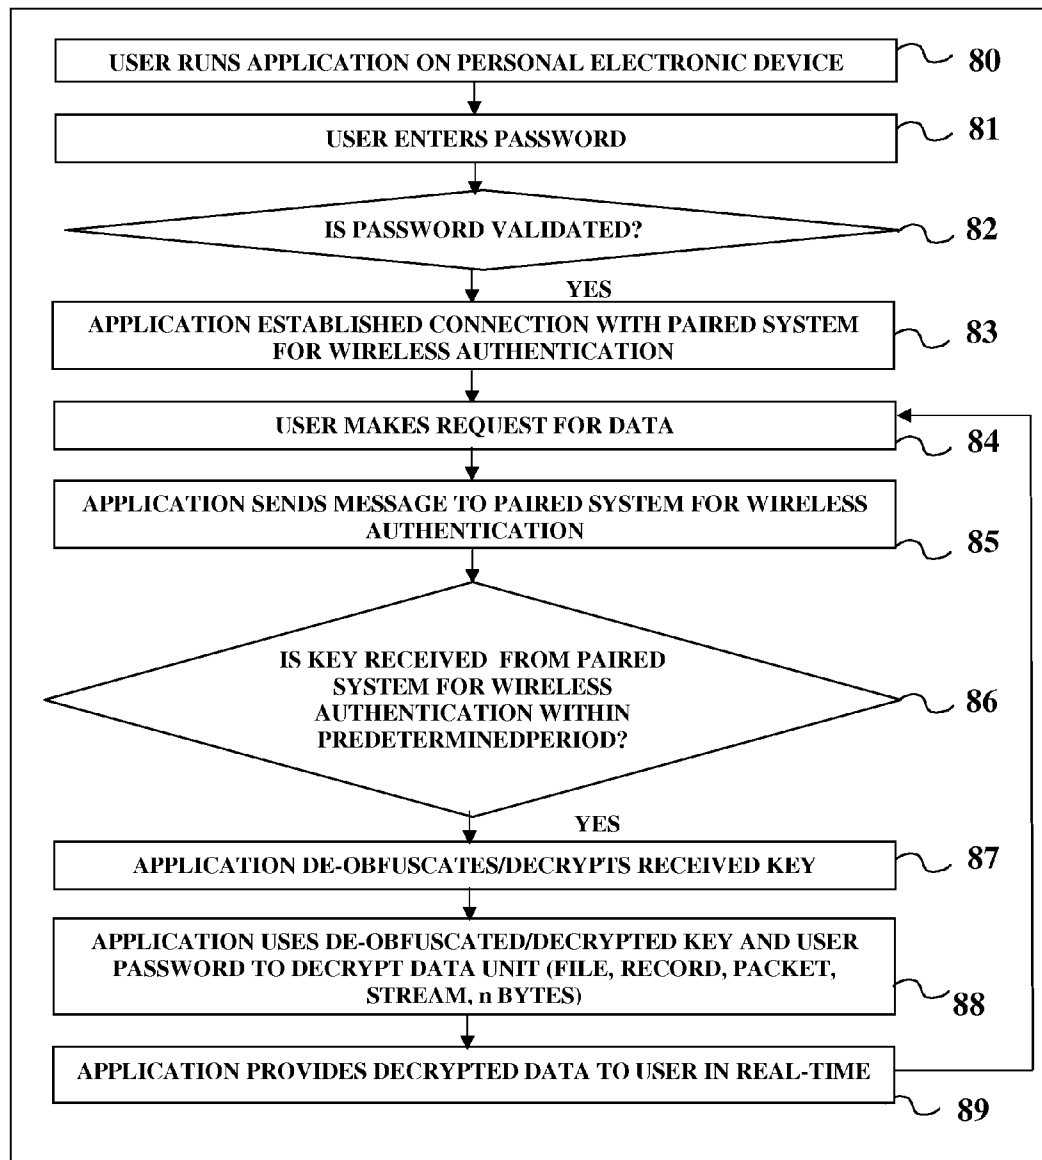 USER RUNS APPLICATION ON PERSONAL ELECTRONIC DEVICE
80
USER ENTERS PASSWORD
81
IS PASSWORD VALIDATED?
82
YES
APPLICATION ESTABLISHED CONNECTION WITH PAIRED SYSTEM
FOR WIRELESS AUTHENTICATION
83
USER MAKES REQUEST FOR DATA
84
APPLICATION SENDS MESSAGE TO PAIRED SYSTEM FOR WIRELESS
AUTHENTICATION
85
IS KEY RECEIVED FROM PAIRED
SYSTEM FOR WIRELESS
AUTHENTICATION WITHIN
PREDETERMINEDPERIOD?
86
YES
APPLICATION DE-OBFUSCATES/DECRYPTS RECEIVED KEY
87
APPLICATION USES DE-OBFUSCATED/DECRYPTED KEY AND USER
PASSWORD TO DECRYPT DATA UNIT (FILE, RECORD, PACKET,
STREAM, n BYTES)
88
APPLICATION PROVIDES DECRYPTED DATA TO USER IN REAL-TIME
89